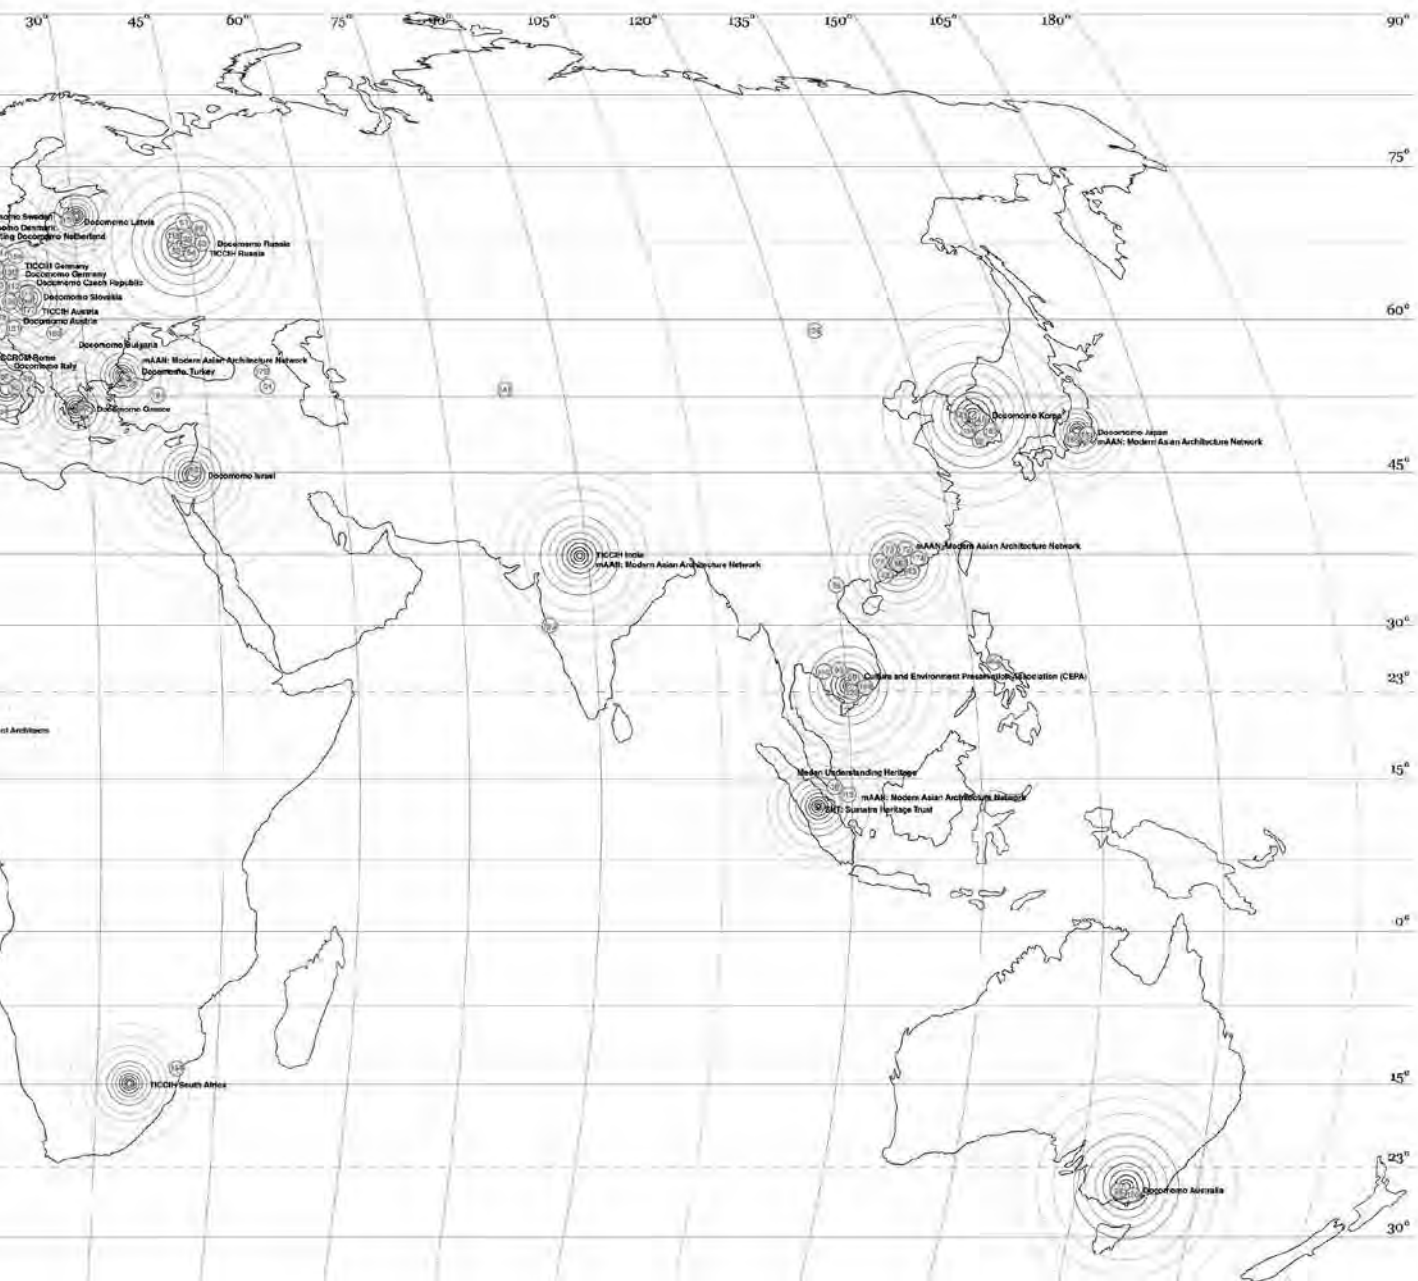 30° 45° 60° 75° 90° 105° 120° 135° 150° 165° 180° 90°
75°
Docomomo Latvia
Docomomo Russia
TICCIH Russia
TICCIH Germany
Docomomo Germany
Docomomo Czech Republic
Docomomo Slovakia
TICCIH Austria
Docomomo Austria
60°
Docomomo Bulgaria
mAAN: Modern Asian Architecture Network
Docomomo Italy
Docomomo Turkey
Docomomo Greece
Docomomo Korea
Docomomo Japan
mAAN: Modern Asian Architecture Network
45°
Docomomo Israel
mAAN: Modern Asian Architecture Network
TICCIH India
mAAN: Modern Asian Architecture Network
30°
Culture and Environment Preservation Association (CEPA)
23°
Medan Understanding Heritage
15°
mAAN: Modern Asian Architecture Network
Sumatra Heritage Trust
0°
TICCIH South Africa
15°
23°
Docomomo Australia
30°